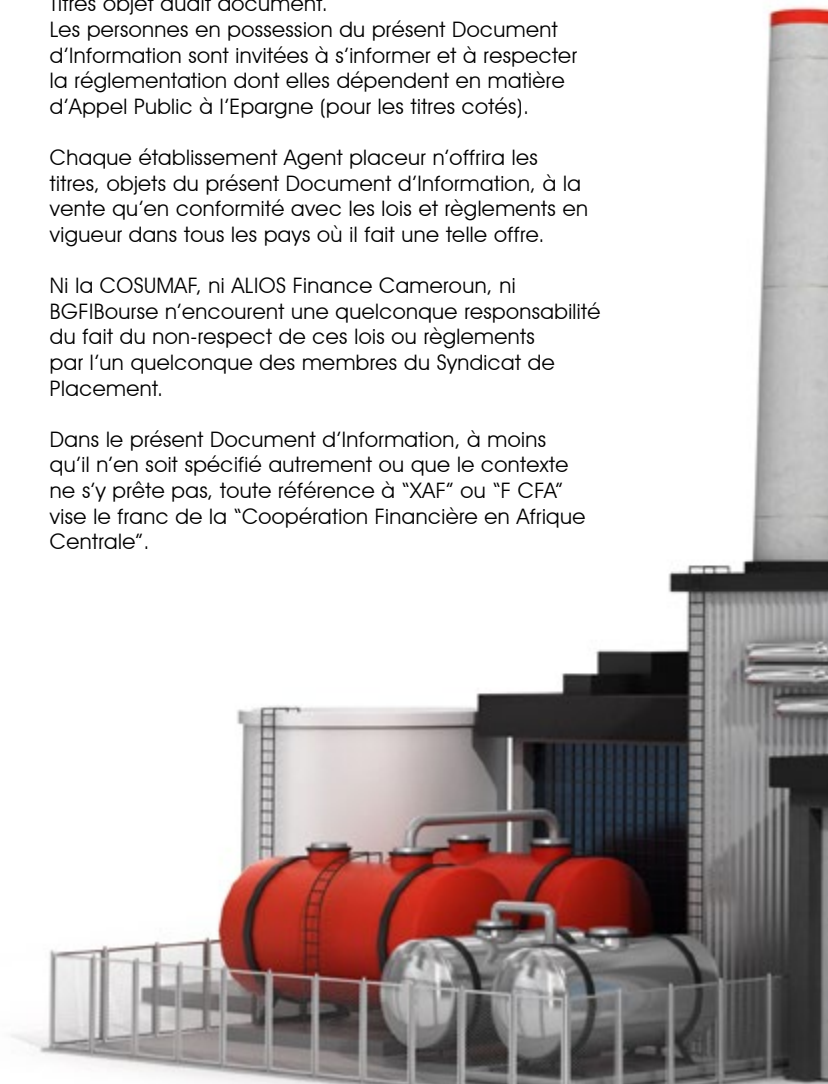 Titres objet dudit document.
Les personnes en possession du présent Document
d’Information sont invitées à s’informer et à respecter
la réglementation dont elles dépendent en matière
d’Appel Public à l’Epargne (pour les titres cotés).
Chaque établissement Agent placeur n’offrira les
titres, objets du présent Document d’Information, à la
vente qu’en conformité avec les lois et règlements en
vigueur dans tous les pays où il fait une telle offre.
Ni la COSUMAF, ni ALIOS Finance Cameroun, ni
BGFIBourse n’encourent une quelconque responsabilité
du fait du non-respect de ces lois ou règlements
par l’un quelconque des membres du Syndicat de
Placement.
Dans le présent Document d’Information, à moins
qu’il n’en soit spécifié autrement ou que le contexte
ne s’y prête pas, toute référence à “XAF” ou “F CFA”
vise le franc de la “Coopération Financière en Afrique
Centrale”.